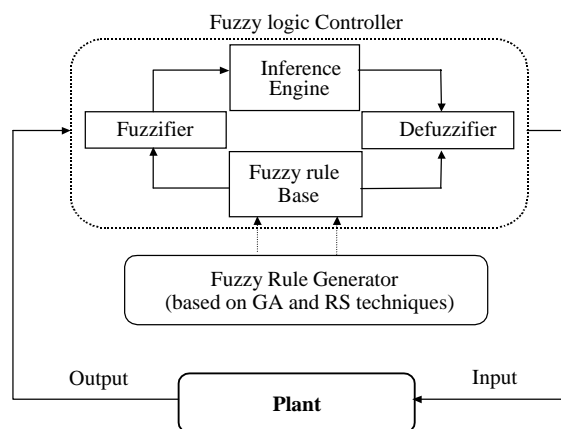 Fuzzy logic Controller
Inference
Engine
Fuzzifier
Defuzzifier
Fuzzy rule
Base
Fuzzy Rule Generator
(based on GA and RS techniques)
Output
Input
Plant